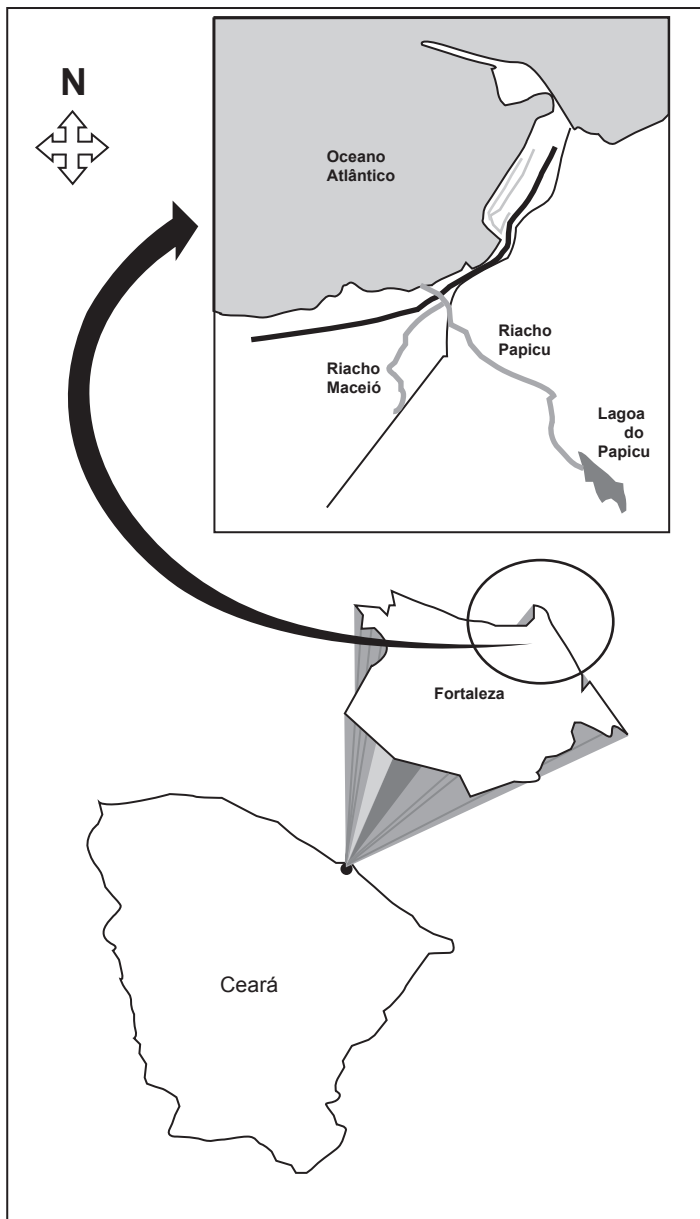 N
Oceano
Atlântico
Riacho
Papicu
Riacho
Maceió
Lagoa
do
Papicu
Fortaleza
Ceará